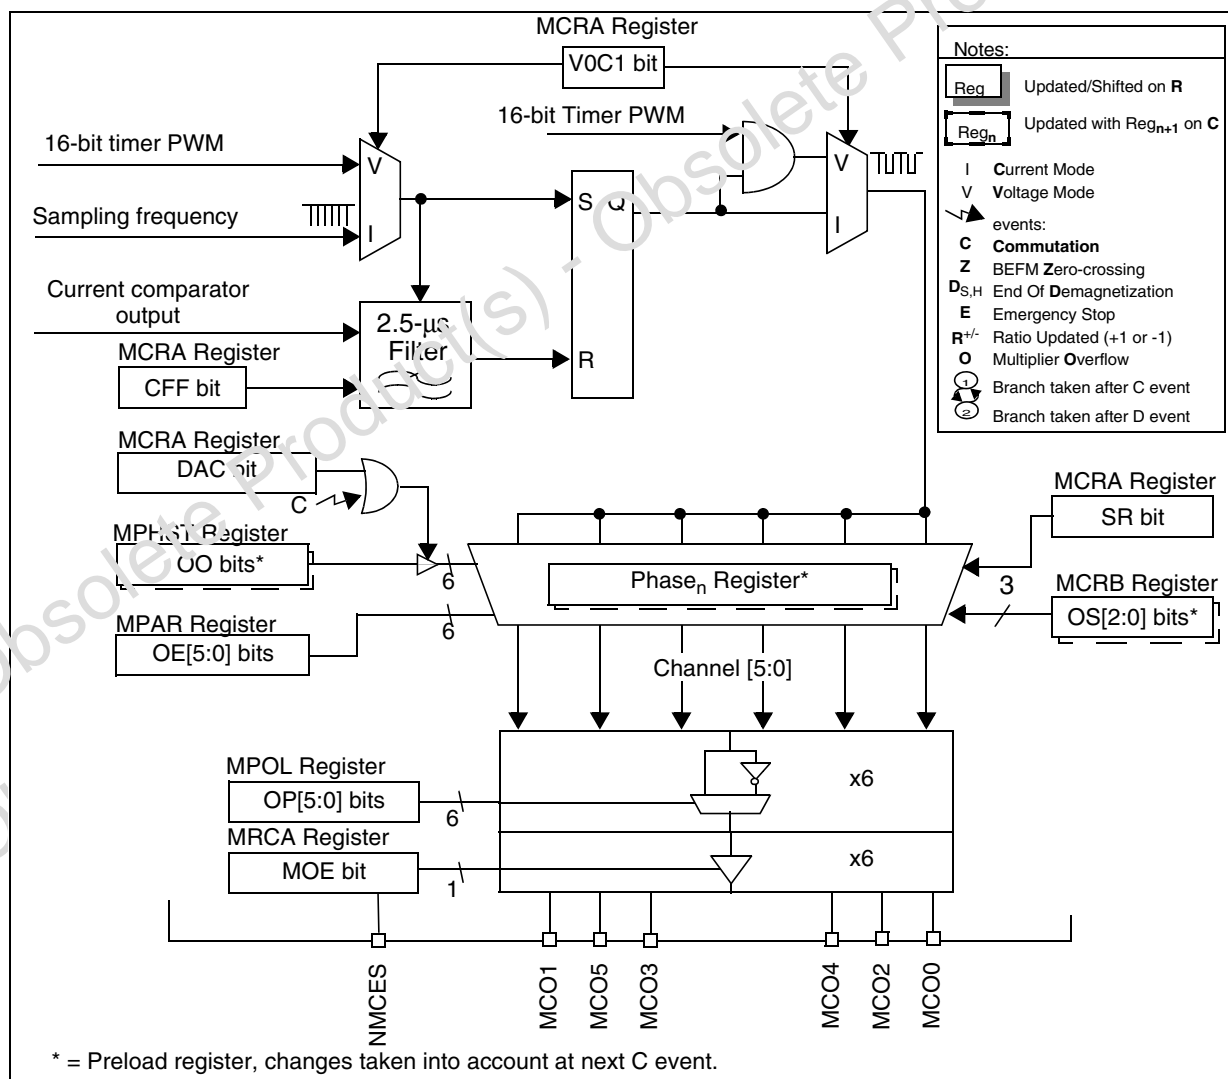 MCRA Register
V0C1 bit
16-bit timer PWM
V
Sampling frequency
I
16-bit Timer PWM
V
I
S Q
R
Current comparator
output
2.5-µs
Filter
MCRA Register
CFF bit
MCRA Register
DAC bit
C
MPHST Register
OO bits*
6
MPAR Register
OE[5:0] bits
6
Phasen Register*
MCRA Register
SR bit
3
MCRB Register
OS[2:0] bits*
Channel [5:0]
MPOL Register
OP[5:0] bits
6
x6
MRCA Register
MOE bit
1
x6
NMCES
MCO1
MCO5
MCO3
MCO4
MCO2
MCO0
* = Preload register, changes taken into account at next C event.
Notes:
Reg Updated/Shifted on R
Regn Updated with Regn+1 on C
I Current Mode
V Voltage Mode
events:
C Commutation
Z BEFM Zero-crossing
DS,H End Of Demagnetization
E Emergency Stop
R+/- Ratio Updated (+1 or -1)
O Multiplier Overflow
1 Branch taken after C event
2 Branch taken after D event
Obsolete Product(s) - Obsolete Pro